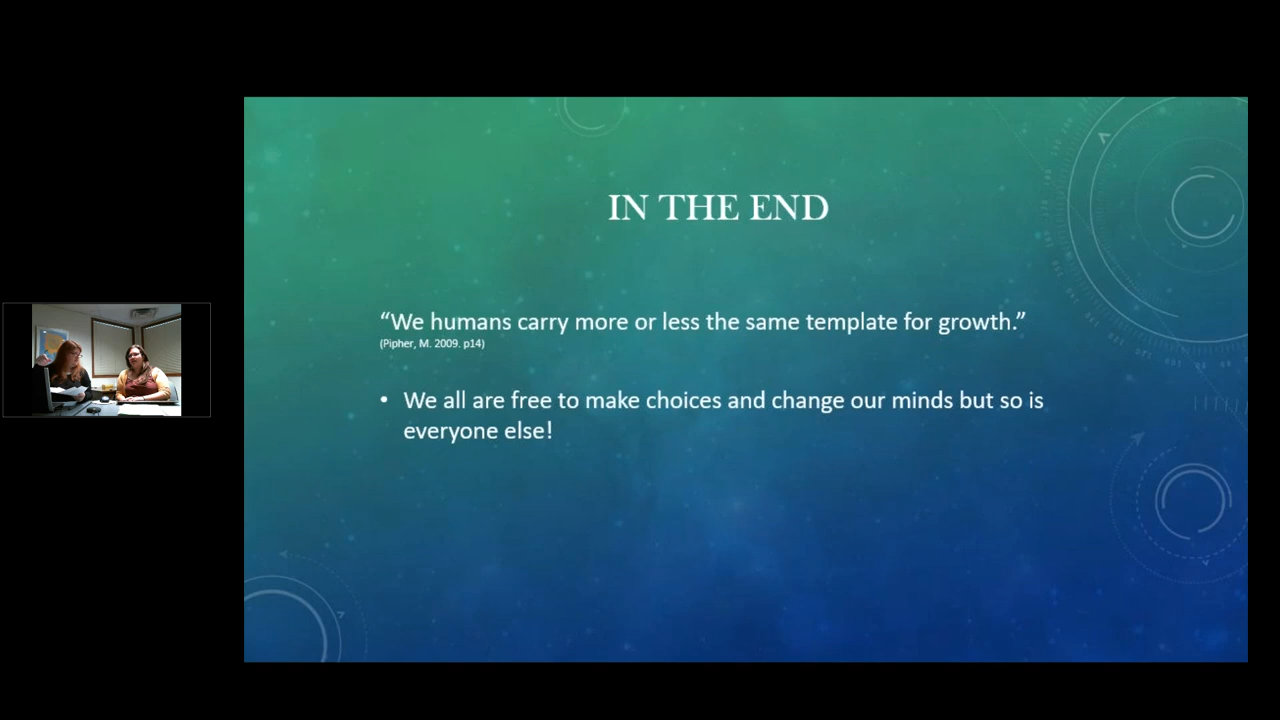 IN THE END
“We humans carry more or less the same template for growth.”
(Pipher, M. 2009. p14)
• We all are free to make choices and change our minds but so is
everyone else!